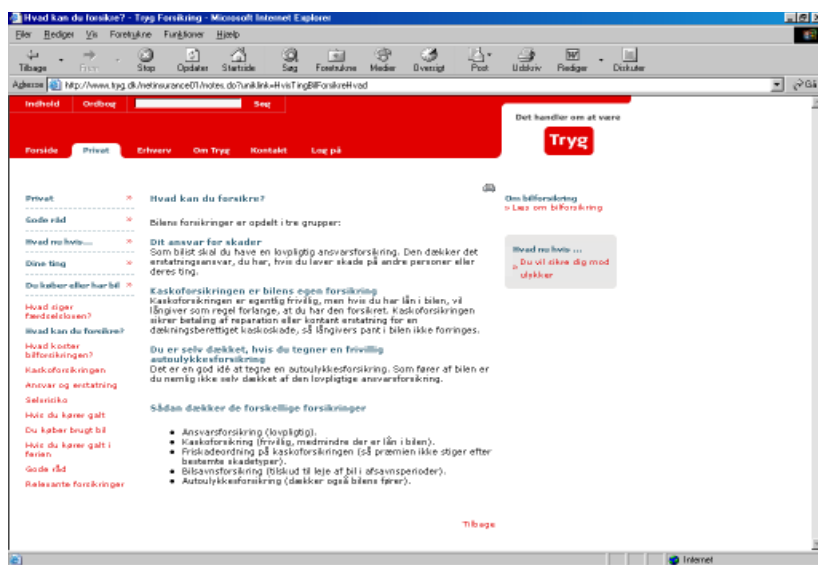 Hvad kan du forsikre? - Tryg Forsikring - Microsoft Internet Explorer
Filer Rediger Vis Foretrukne Funktioner Hjælp
Tilbage Frem Stop Opdater Startside Søg Foretrukne Medier Oversigt Post Udskriv Rediger Diskuter
Adresse http://www.tryg.dk/netinsurance01/notes.do?uniklink=HvisTingBilForsikreHvad Gå
Indhold Ordbog Søg
Det handler om at være
Tryg
Forside Privat Erhverv Om Tryg Kontakt Log på
Privat »
Gode råd »
Hvad nu hvis... »
Dine ting »
Du køber eller har bil »
Hvad siger
færdselsloven?
Hvad kan du forsikre?
Hvad koster
bilforsikringen?
Kaskoforsikringen
Ansvar og erstatning
Selvrisiko
Hvis du kører galt
Du køber brugt bil
Hvis du kører galt i
ferien
Gode råd
Relevante forsikringer
Hvad kan du forsikre?
Bilens forsikringer er opdelt i tre grupper:
Dit ansvar for skader
Som bilist skal du have en lovpligtig ansvarsforsikring. Den dækker det
erstatningsansvar, du har, hvis du laver skade på andre personer eller
deres ting.
Kaskoforsikringen er bilens egen forsikring
Kaskoforsikringen er egentlig frivillig, men hvis du har lån i bilen, vil
långiver som regel forlange, at du har den forsikret. Kaskoforsikringen
sikrer betaling af reparation eller kontant erstatning for en
dækningsberettiget kaskoskade, så långivers pant i bilen ikke forringes.
Du er selv dækket, hvis du tegner en frivillig
autoulykkesforsikring
Det er en god idé at tegne en autoulykkesforsikring. Som fører af bilen er
du nemlig ikke selv dækket af den lovpligtige ansvarsforsikring.
Sådan dækker de forskellige forsikringer
• Ansvarsforsikring (lovpligtig).
• Kaskoforsikring (frivillig, medmindre der er lån i bilen).
• Friskadeordning på kaskoforsikringen (så præmien ikke stiger efter
bestemte skadetyper).
• Bilsavnsforsikring (tilskud til leje af bil i afsavnsperioder).
• Autoulykkesforsikring (dækker også bilens fører).
Tilbage
Om bilforsikring
» Læs om bilforsikring
Hvad nu hvis ...
» Du vil sikre dig mod
ulykker
Internet